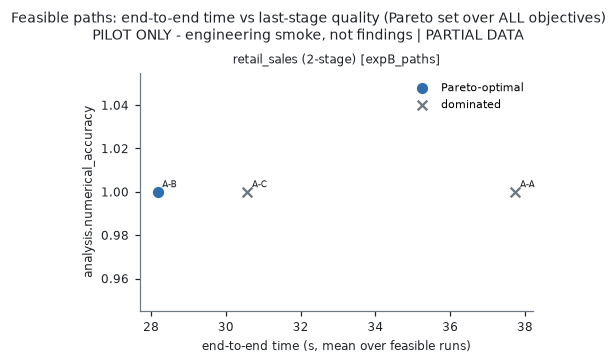 Feasible paths: end-to-end time vs last-stage quality (Pareto set over ALL objectives)
PILOT ONLY - engineering smoke, not findings | PARTIAL DATA
retail_sales (2-stage) [expB_paths]
Pareto-optimal
dominated
analysis.numerical_accuracy
1.04
1.02
1.00
0.98
0.96
A-B
A-C
A-A
28
30
32
34
36
38
end-to-end time (s, mean over feasible runs)